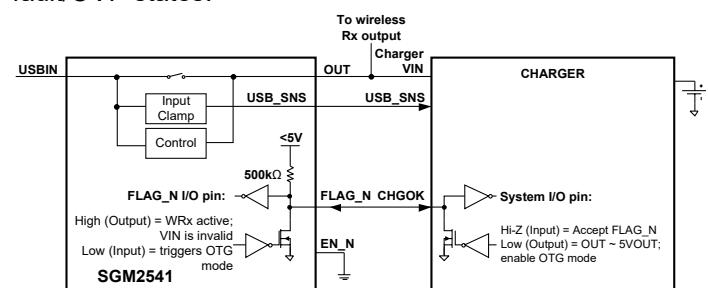 To wireless
Rx output
Charger
USBIN
OUT
VIN
CHARGER
Input
Clamp
USB_SNS
USB_SNS
Control
<5V
500kΩ
FLAG_N I/O pin:
FLAG_N CHGOK
System I/O pin:
High (Output) = WRx active;
VIN is invalid
Low (Input) = triggers OTG
mode
Hi-Z (Input) = Accept FLAG_N
Low (Output) = OUT ~ 5VOUT;
enable OTG mode
EN_N
SGM2541
+
-